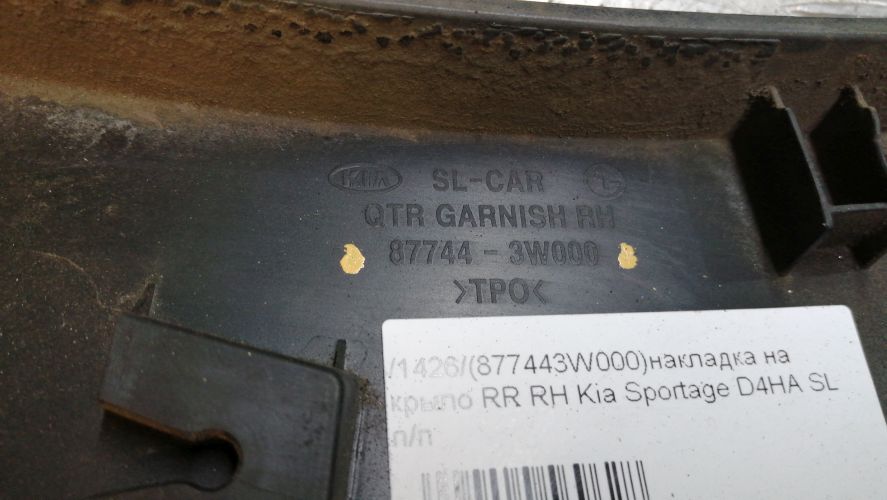 KIA SL-CAR
QTR GARNISH RH
87744 - 3W000
>TPO<
/1426/(877443W000)накладка на
крыло RR RH Kia Sportage D4HA SL
п/п